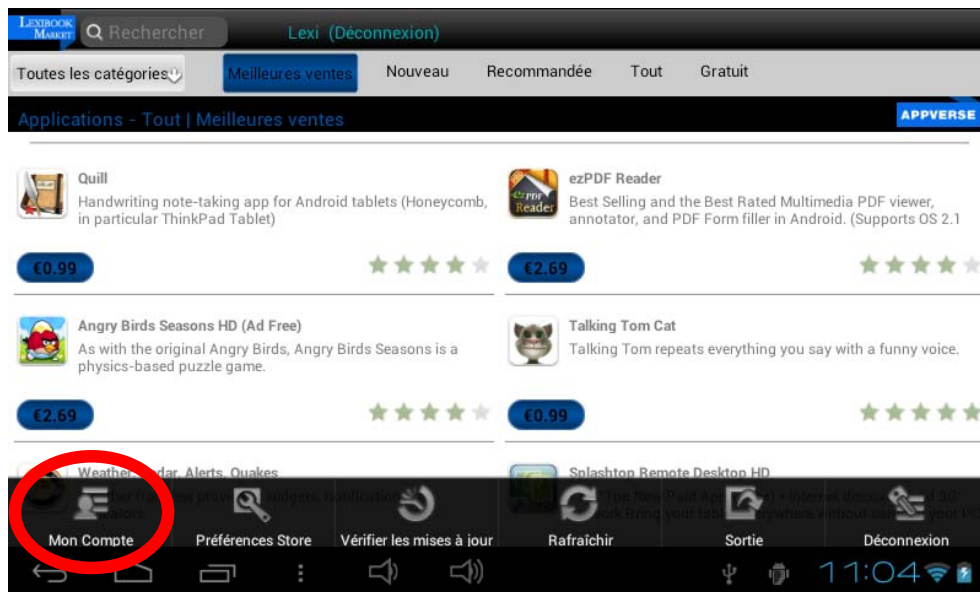 LEXIBOOK
MARKET
Rechercher
Lexi (Déconnexion)
Toutes les catégories
Meilleures ventes
Nouveau
Recommandée
Tout
Gratuit
Applications - Tout | Meilleures ventes
APPVERSE
Quill
Handwriting note-taking app for Android tablets (Honeycomb,
in particular ThinkPad Tablet)
€0.99
ezPDF Reader
Best Selling and the Best Rated Multimedia PDF viewer,
annotator, and PDF Form filler in Android. (Supports OS 2.1
ezPDF
Reader
€2.69
Angry Birds Seasons HD (Ad Free)
As with the original Angry Birds, Angry Birds Seasons is a
physics-based puzzle game.
€2.69
Talking Tom Cat
Talking Tom repeats everything you say with a funny voice.
€0.99
Alerts, Quakes
Splashtop Remote Desktop HD
Mon Compte
Préférences Store
Vérifier les mises à jour
Rafraîchir
Sortie
Déconnexion
11:04